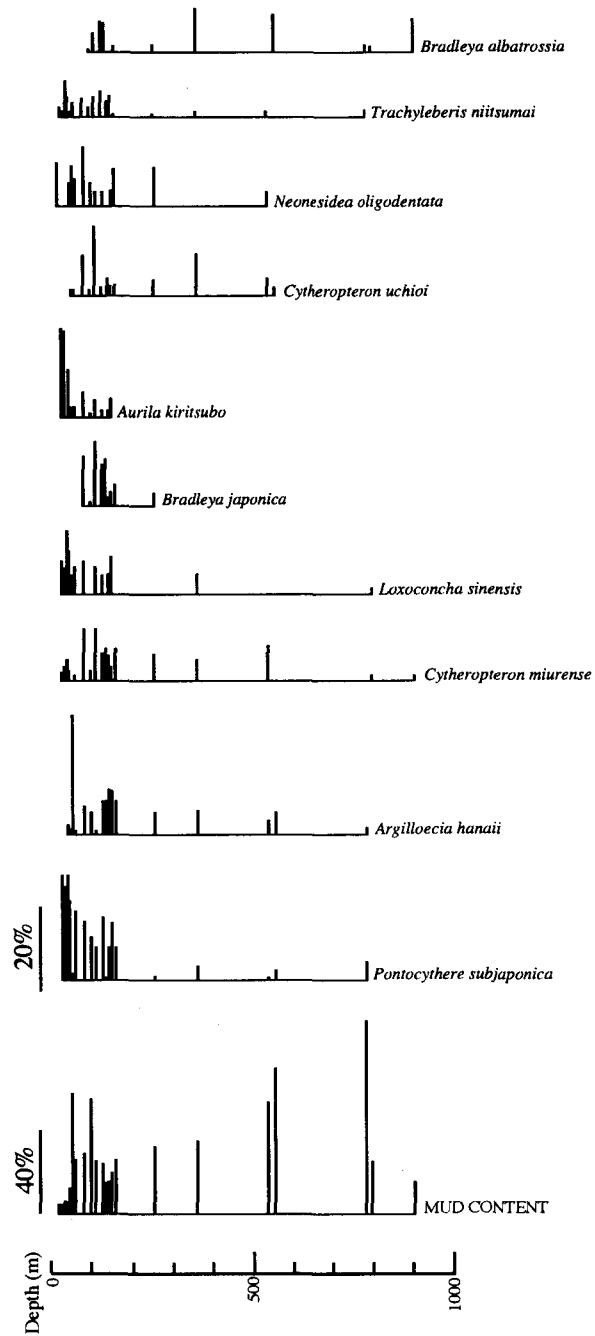 Bradleya albatrossia
Trachyleberis niitsumai
Neonesidea oligodentata
Cytheropteron uchioi
Aurila kiritsubo
Bradleya japonica
Loxoconcha sinensis
Cytheropteron miurense
Argilloecia hanaii
20%
Pontocythere subjaponica
40%
MUD CONTENT
Depth (m)
0
500
1000